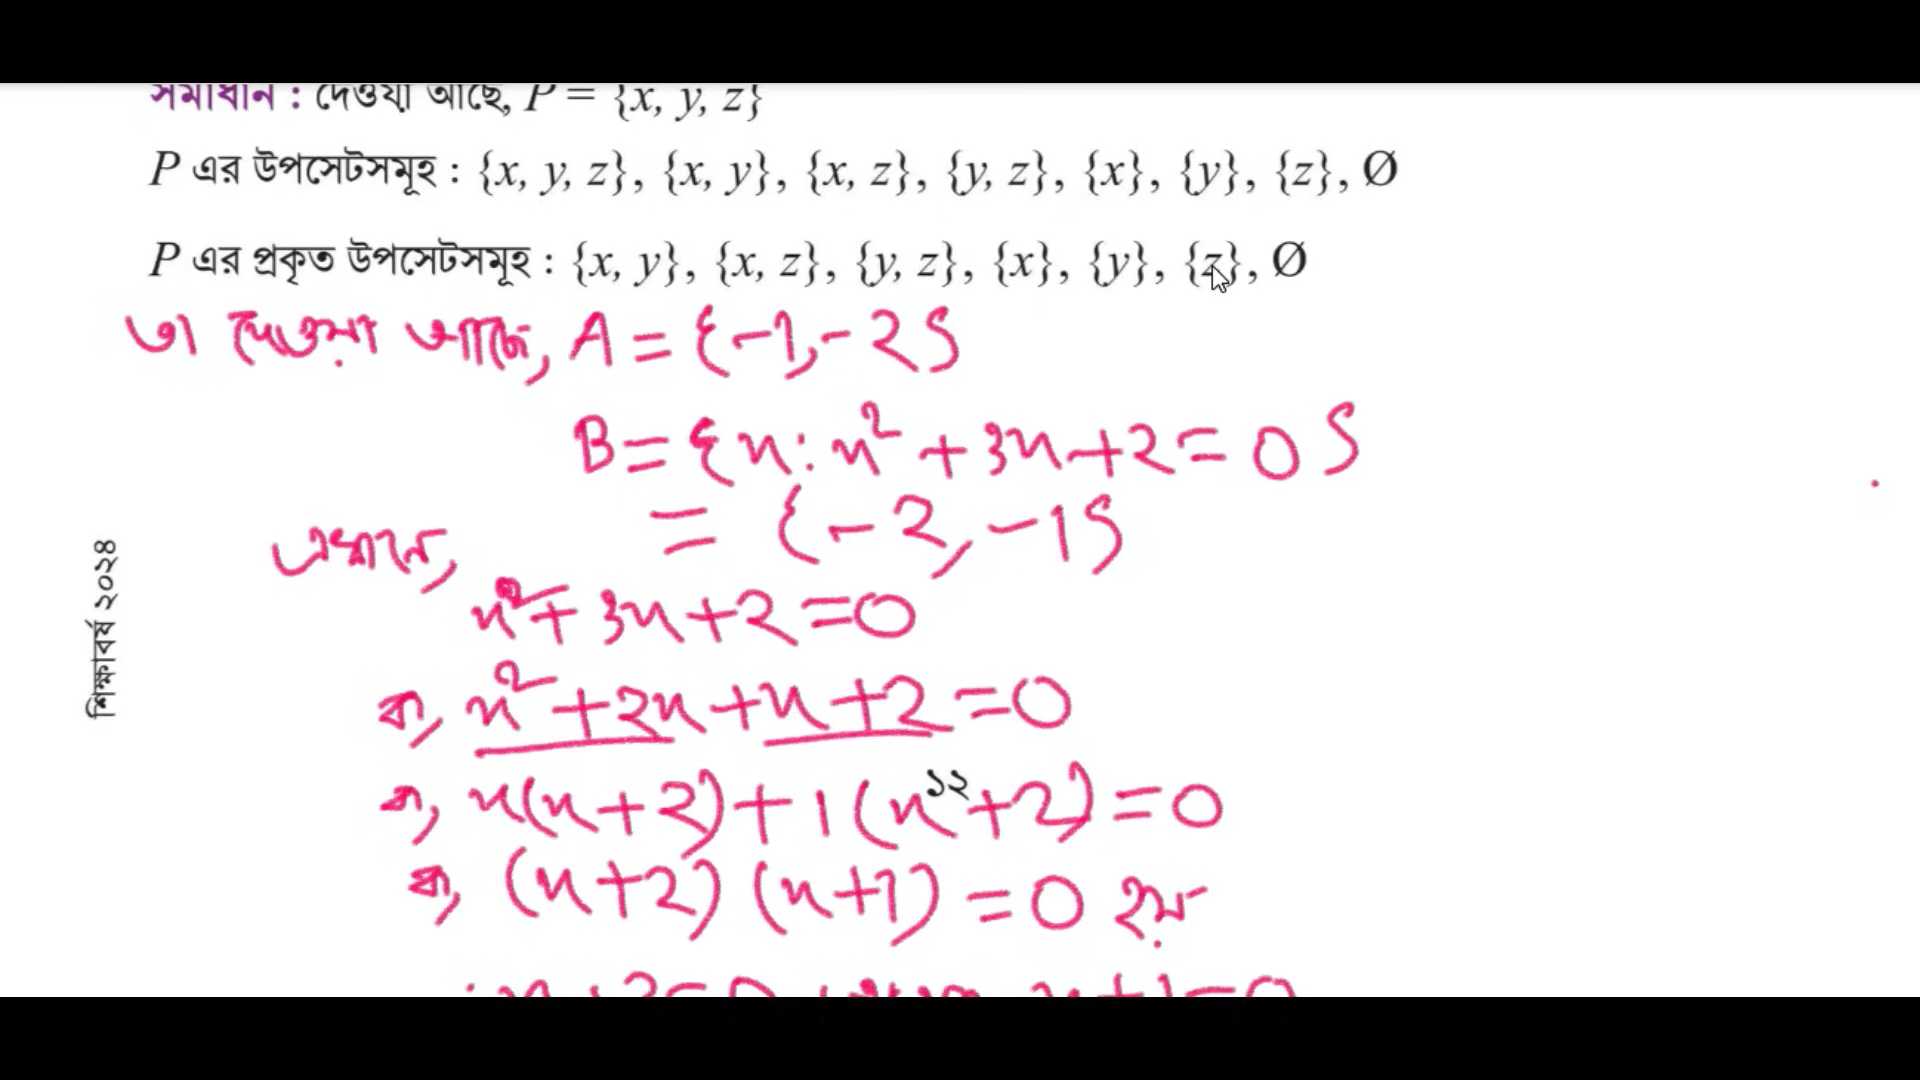 সমাধান : দেওয়া আছে, P = {x, y, z}
P এর উপসেটসমূহ : {x, y, z}, {x, y}, {x, z}, {y, z}, {x}, {y}, {z}, Ø
P এর প্রকৃত উপসেটসমূহ : {x, y}, {x, z}, {y, z}, {x}, {y}, {z}, Ø
৩। দেওয়া আছে, A = {-1, -2}
B = {x : x² + 3x + 2 = 0}
= {-2, -1}
এখানে,
x² + 3x + 2 = 0
বা, x² + 2x + x + 2 = 0
বা, x(x + 2) + 1(x + 2) = 0
১২
বা, (x + 2) (x + 1) = 0 হয়
শিক্ষাবর্ষ ২০২৪